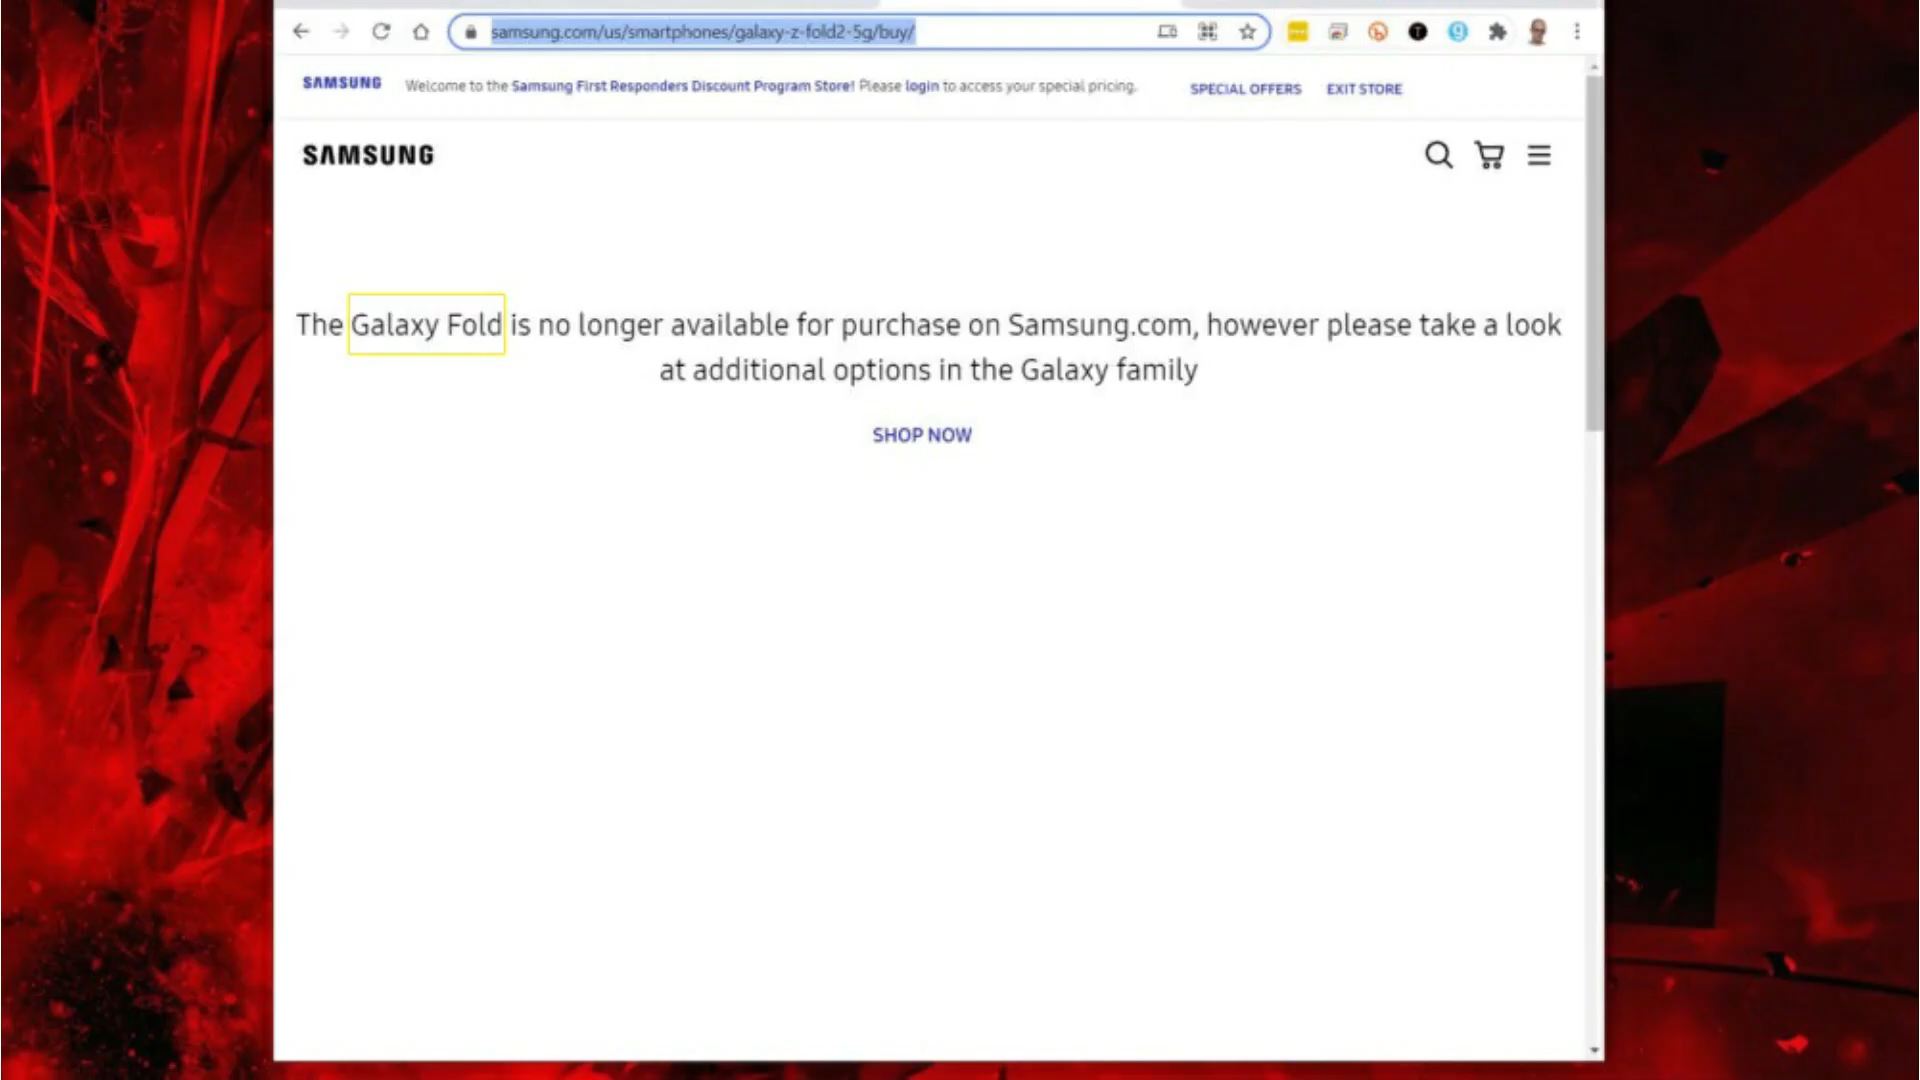 samsung.com/us/smartphones/galaxy-z-fold2-5g/buy/
SAMSUNG Welcome to the Samsung First Responders Discount Program Store! Please login to access your special pricing. SPECIAL OFFERS EXIT STORE
SAMSUNG
The Galaxy Fold is no longer available for purchase on Samsung.com, however please take a look
at additional options in the Galaxy family
SHOP NOW